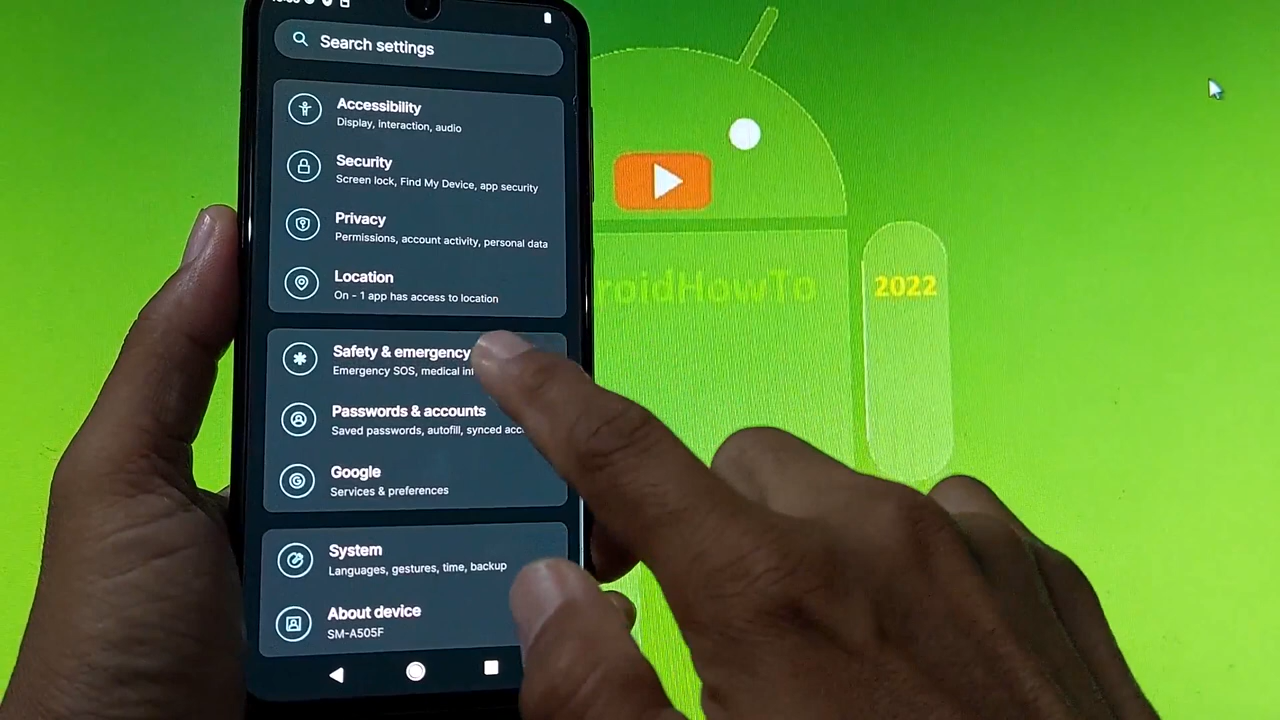 Search settings
Accessibility
Display, interaction, audio
Security
Screen lock, Find My Device, app security
Privacy
Permissions, account activity, personal data
Location
On - 1 app has access to location
Safety & emergency
Emergency SOS, medical
Passwords & accounts
Saved passwords, autofill, synced
Google
Services & preferences
System
Languages, gestures, time, backup
About device
SM-A505F
roidHowTo
2022